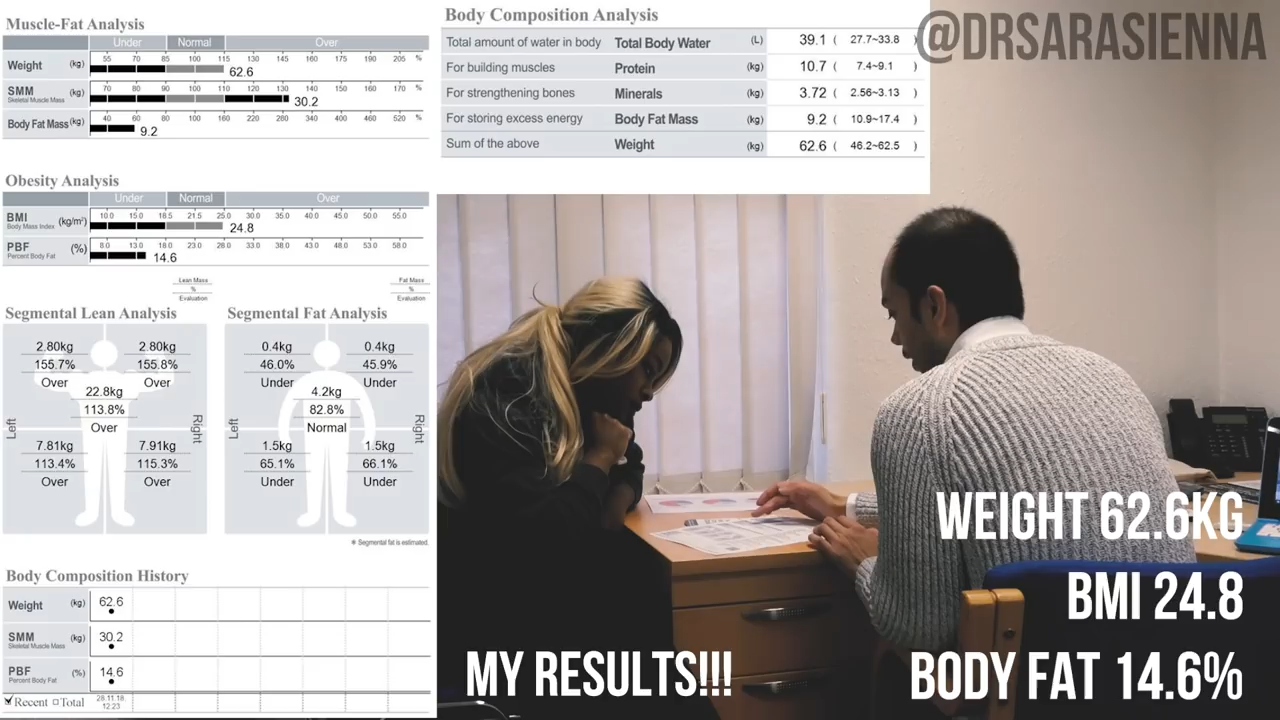 Muscle-Fat Analysis
Under Normal Over
Weight (kg) 55 70 85 100 115 130 145 160 175 190 205 %
62.6
SMM (kg) 70 80 90 100 110 120 130 140 150 160 170 %
Skeletal Muscle Mass
30.2
Body Fat Mass (kg) 40 60 80 100 160 220 280 340 400 460 520 %
9.2
Obesity Analysis
Under Normal Over
BMI (kg/m²) 10.0 15.0 18.5 21.5 25.0 30.0 35.0 40.0 45.0 50.0 55.0
Body Mass Index
24.8
PBF (%) 8.0 13.0 18.0 23.0 28.0 33.0 38.0 43.0 48.0 53.0 58.0
Percent Body Fat
14.6
Lean Mass
%
Evaluation
Fat Mass
%
Evaluation
Segmental Lean Analysis
2.80kg 2.80kg
155.7% 155.8%
Over Over
22.8kg
113.8%
Over
Left Right
7.81kg 7.91kg
113.4% 115.3%
Over Over
Segmental Fat Analysis
0.4kg 0.4kg
46.0% 45.9%
Under Under
4.2kg
82.8%
Normal
Left Right
1.5kg 1.5kg
65.1% 66.1%
Under Under
* Segmental fat is estimated.
Body Composition History
Weight (kg) 62.6
SMM (kg) 30.2
Skeletal Muscle Mass
PBF (%) 14.6
Percent Body Fat
Recent Total 28.11.18
12:23
Body Composition Analysis
Total amount of water in body Total Body Water (L) 39.1 ( 27.7~33.8 )
For building muscles Protein (kg) 10.7 ( 7.4~9.1 )
For strengthening bones Minerals (kg) 3.72 ( 2.56~3.13 )
For storing excess energy Body Fat Mass (kg) 9.2 ( 10.9~17.4 )
Sum of the above Weight (kg) 62.6 ( 46.2~62.5 )
@DRSARASIENNA
WEIGHT 62.6KG
BMI 24.8
BODY FAT 14.6%
MY RESULTS!!!